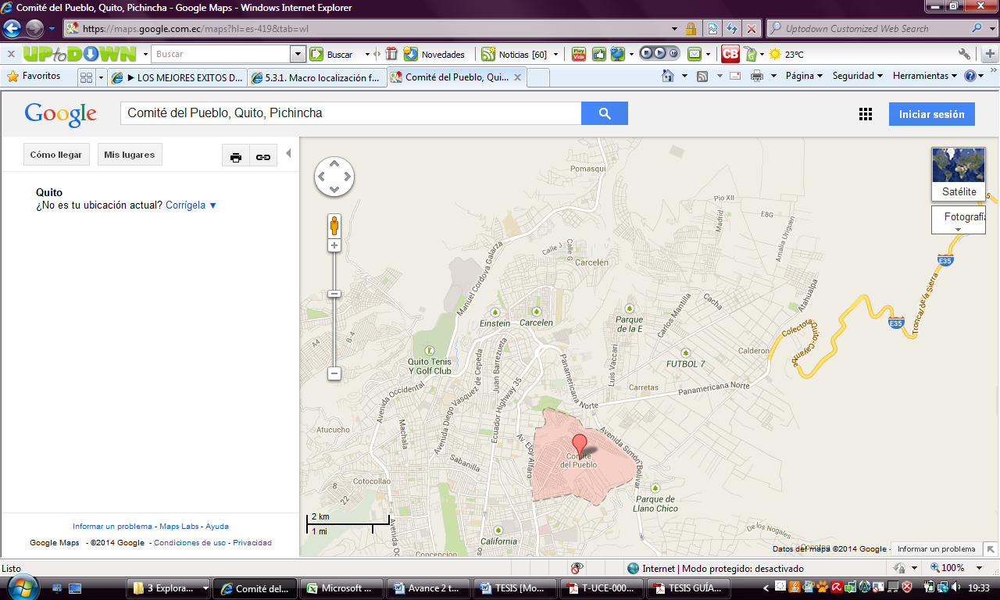 Comité del Pueblo, Quito, Pichincha - Google Maps - Windows Internet Explorer
https://maps.google.com.ec/maps?hl=es-419&tab=wl
Uptodown Customized Web Search
UPtoDOWN
Buscar
Buscar
Novedades
Noticias [60]
Play Vids
CB
23ºC
Favoritos
► LOS MEJORES EXITOS D...
5.3.1. Macro localización f...
Comité del Pueblo, Qui...
Página
Seguridad
Herramientas
Google
Comité del Pueblo, Quito, Pichincha
Iniciar sesión
Cómo llegar
Mis lugares
Quito
¿No es tu ubicación actual? Corrígela ▼
Informar un problema - Maps Labs - Ayuda
Google Maps - ©2014 Google - Condiciones de uso - Privacidad
Satélite
Fotografía
Pomasqui
Pio XII
E8G
Madrid
Amalia Uriguen
E35
Manuel Córdova Galarza
Calle J
Calle G
Carcelén
Troncal de la Sierra
Atahualpa
Cacha
Carlos Mantilla
Einstein
Carcelen
Parque
de la E
E35
Colectora
Quito-Cayambe
A4
B-4
Quito Tenis
Y Golf Club
Juan Barrezueta
Luis Vaccari
Calderon
FUTBOL 7
Panamericana Norte
Carretas
Panamericana Norte
Avenida Occidental
Avenida Diego Vasquez de Cepeda
Ecuador Highway 35
Atucucho
Machala
Av. Eloy Alfaro
Avenida Simón Bolívar
Comité
del Pueblo
Sabanilla
Cotocollao
8
22
Parque de
Llano Chico
2 km
1 mi
Avenida D
California
De los Nogales
Concepcion
Datos del mapa ©2014 Google -
Informar un problema
Listo
Internet | Modo protegido: desactivado
100%
3 Explora...
Comité del...
Microsoft ...
Avance 2 t...
TESIS [Mo...
T-UCE-000...
TESIS GUÍA...
19:33